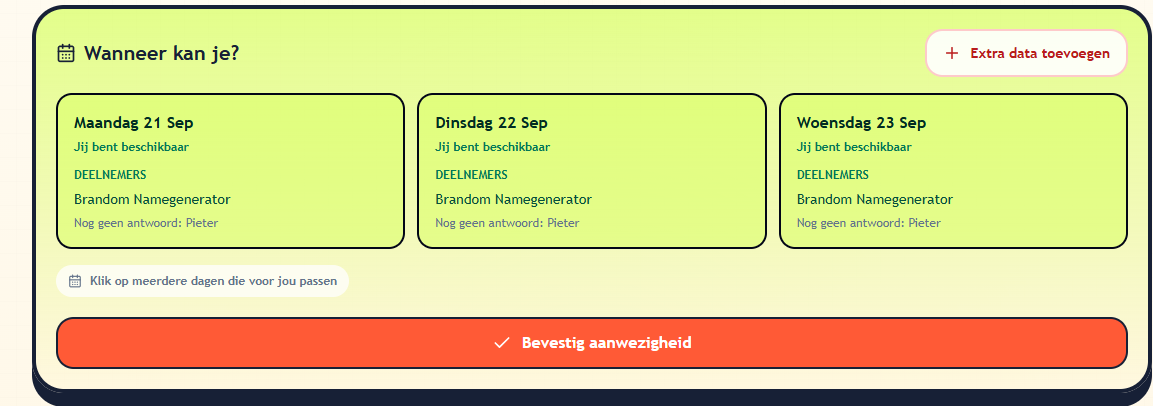 Wanneer kan je?
Extra data toevoegen
Maandag 21 Sep
Jij bent beschikbaar
DEELNEMERS
Brandom Namegenerator
Nog geen antwoord: Pieter
Dinsdag 22 Sep
Jij bent beschikbaar
DEELNEMERS
Brandom Namegenerator
Nog geen antwoord: Pieter
Woensdag 23 Sep
Jij bent beschikbaar
DEELNEMERS
Brandom Namegenerator
Nog geen antwoord: Pieter
Klik op meerdere dagen die voor jou passen
Bevestig aanwezigheid